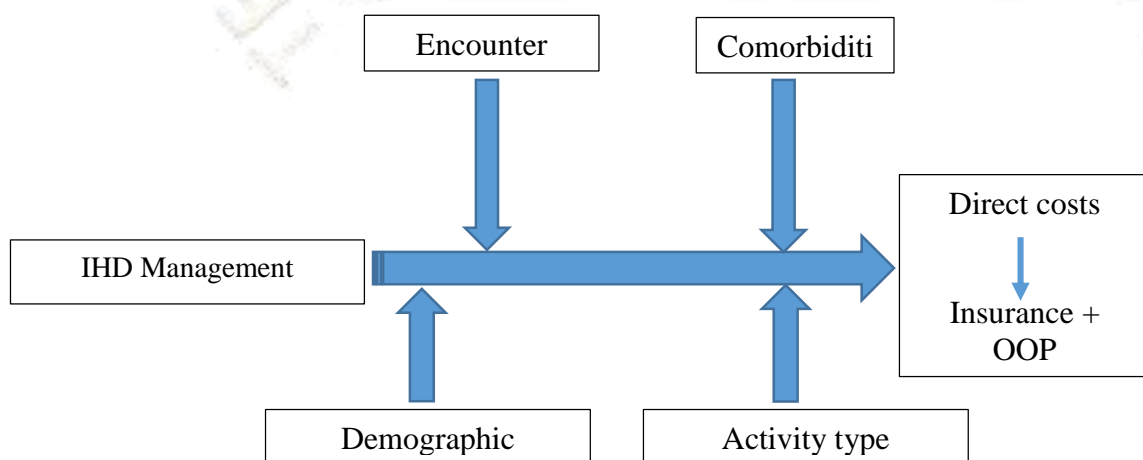 Encounter
Comorbiditi
Direct costs
IHD Management
Insurance +
OOP
Demographic
Activity type